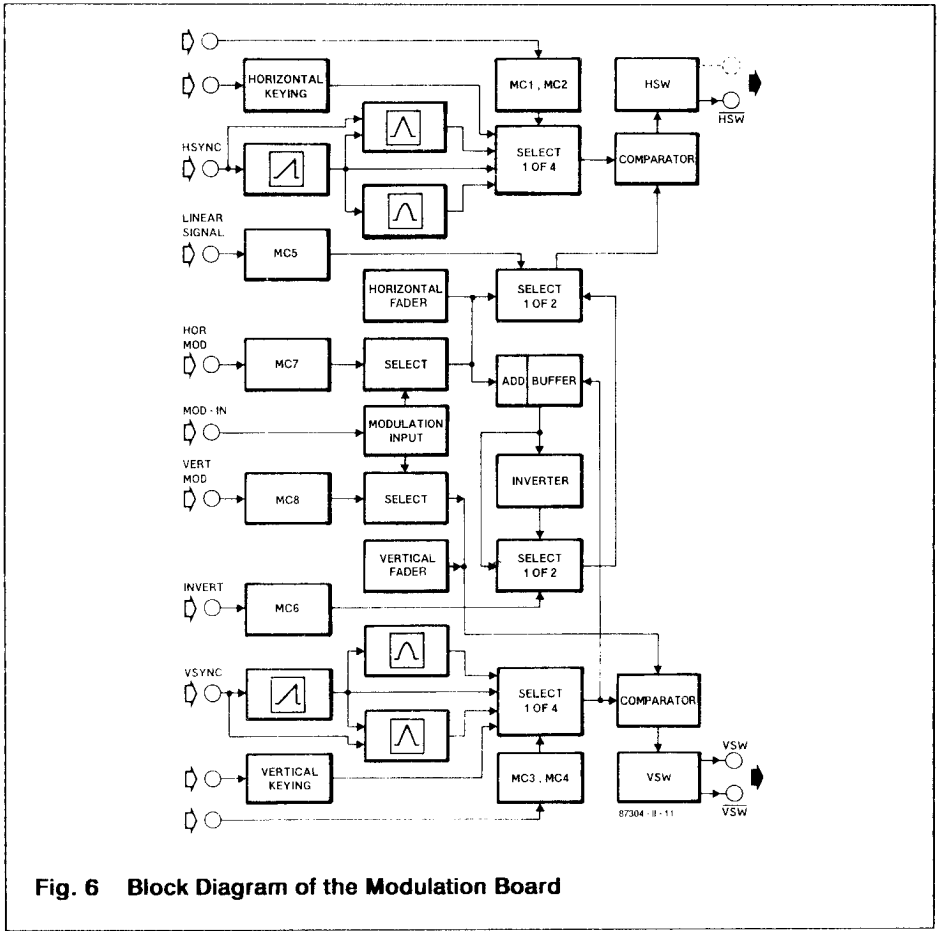 HORIZONTAL
KEYING
MC1, MC2
HSW
HSW
HSYNC
SELECT
1 OF 4
COMPARATOR
LINEAR
SIGNAL
MC5
HORIZONTAL
FADER
SELECT
1 OF 2
HOR
MOD
MC7
SELECT
ADD
BUFFER
MOD-IN
MODULATION
INPUT
VERT
MOD
MC8
SELECT
INVERTER
VERTICAL
FADER
SELECT
1 OF 2
INVERT
MC6
VSYNC
SELECT
1 OF 4
COMPARATOR
VERTICAL
KEYING
MC3, MC4
VSW
VSW
VSW
87304-II-11
Fig. 6 Block Diagram of the Modulation Board